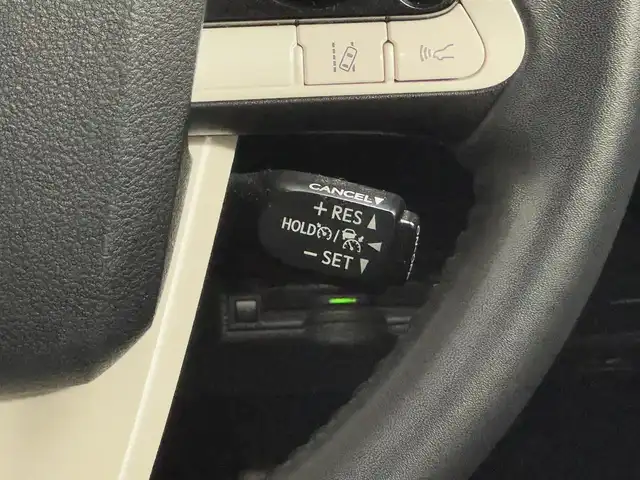 CANCEL▼
+ RES ▲
HOLD /
− SET ▼